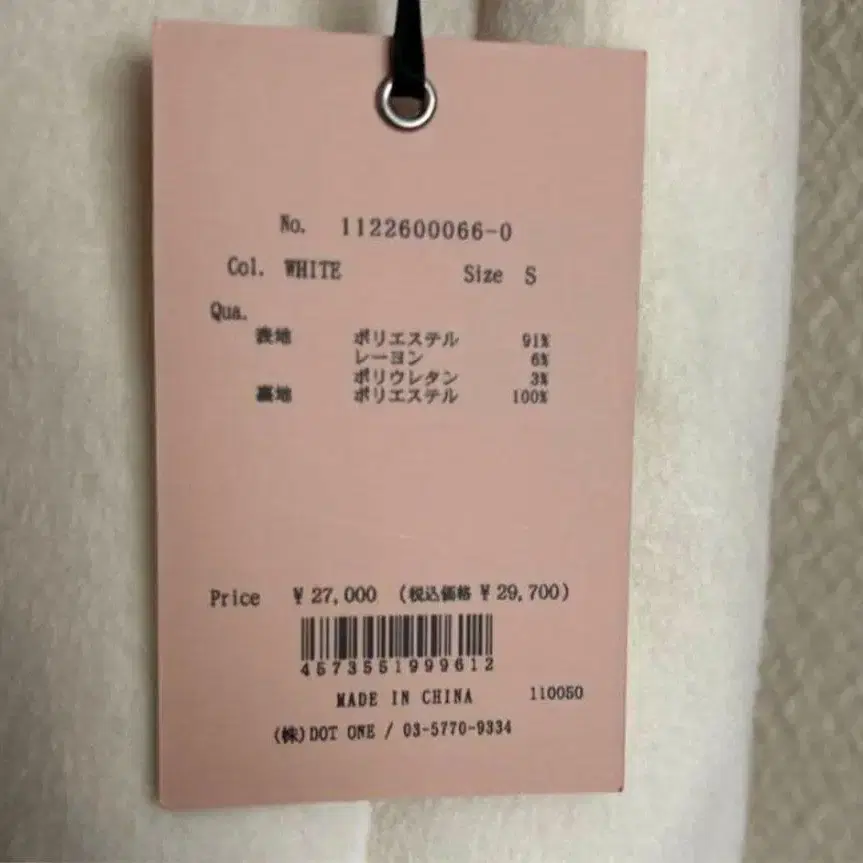 No. 1122600066-0
Col. WHITE Size S
Qua.
表地 ポリエステル 91%
レーヨン 6%
ポリウレタン 3%
裏地 ポリエステル 100%
Price ¥27,000 (税込価格 ¥29,700)
4573551999612
MADE IN CHINA 110050
(株)DOT ONE / 03-5770-9334